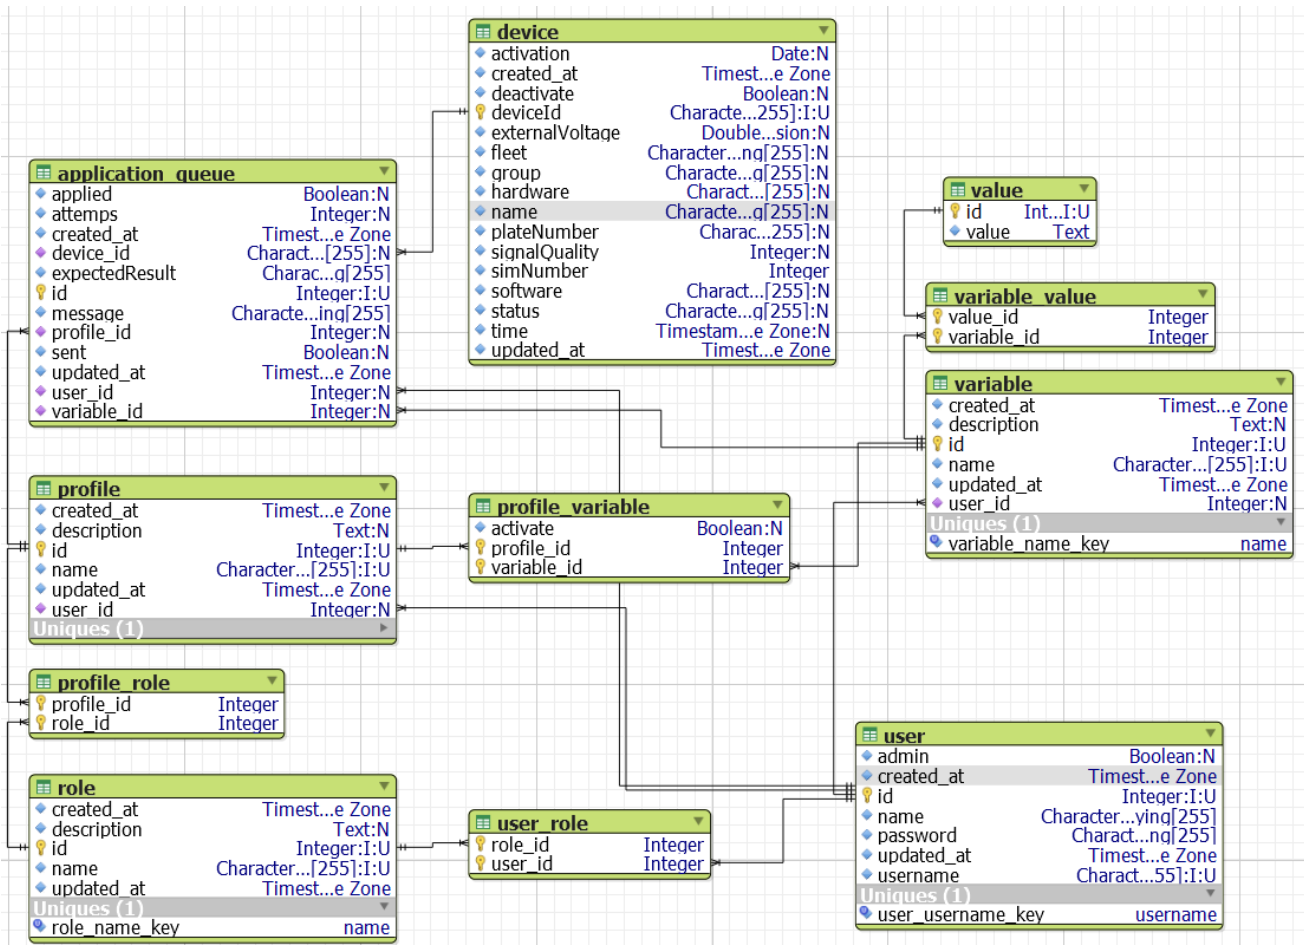 device
activation Date:N
created_at Timest...e Zone
deactivate Boolean:N
deviceId Characte...255]:I:U
externalVoltage Double...sion:N
fleet Character...ng[255]:N
group Characte...g[255]:N
hardware Charact...[255]:N
name Characte...g[255]:N
plateNumber Charac...255]:N
signalQuality Integer:N
simNumber Integer
software Charact...[255]:N
status Characte...g[255]:N
time Timestam...e Zone:N
updated_at Timest...e Zone
application_queue
applied Boolean:N
attemps Integer:N
created_at Timest...e Zone
device_id Charact...[255]:N
expectedResult Charac...g[255]
id Integer:I:U
message Characte...ing[255]
profile_id Integer:N
sent Boolean:N
updated_at Timest...e Zone
user_id Integer:N
variable_id Integer:N
value
id Int...I:U
value Text
variable_value
value_id Integer
variable_id Integer
variable
created_at Timest...e Zone
description Text:N
id Integer:I:U
name Character...[255]:I:U
updated_at Timest...e Zone
user_id Integer:N
Uniques (1)
variable_name_key name
profile
created_at Timest...e Zone
description Text:N
id Integer:I:U
name Character...[255]:I:U
updated_at Timest...e Zone
user_id Integer:N
Uniques (1)
profile_variable
activate Boolean:N
profile_id Integer
variable_id Integer
profile_role
profile_id Integer
role_id Integer
role
created_at Timest...e Zone
description Text:N
id Integer:I:U
name Character...[255]:I:U
updated_at Timest...e Zone
Uniques (1)
role_name_key name
user_role
role_id Integer
user_id Integer
user
admin Boolean:N
created_at Timest...e Zone
id Integer:I:U
name Character...ying[255]
password Charact...ng[255]
updated_at Timest...e Zone
username Charact...55]:I:U
Uniques (1)
user_username_key username